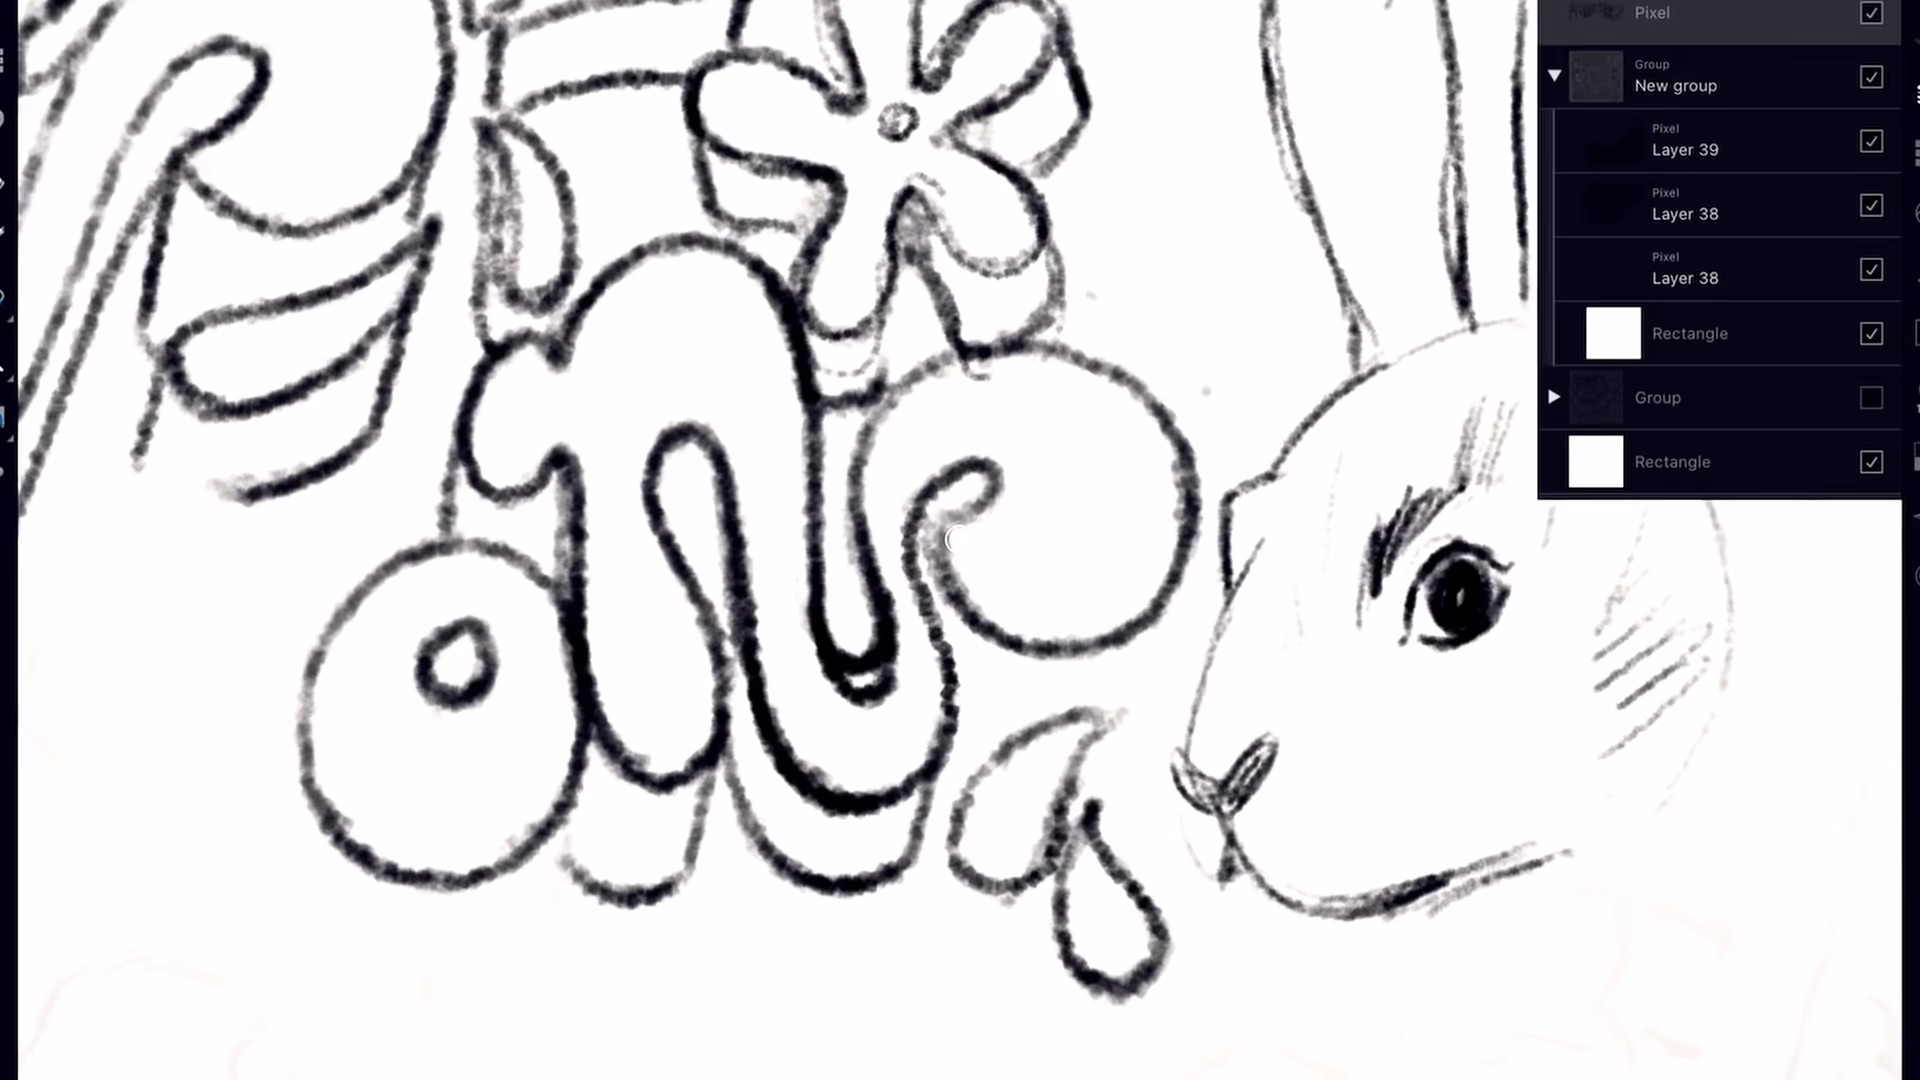 Pixel
Group
New group
Pixel
Layer 39
Pixel
Layer 38
Pixel
Layer 38
Rectangle
Group
Rectangle